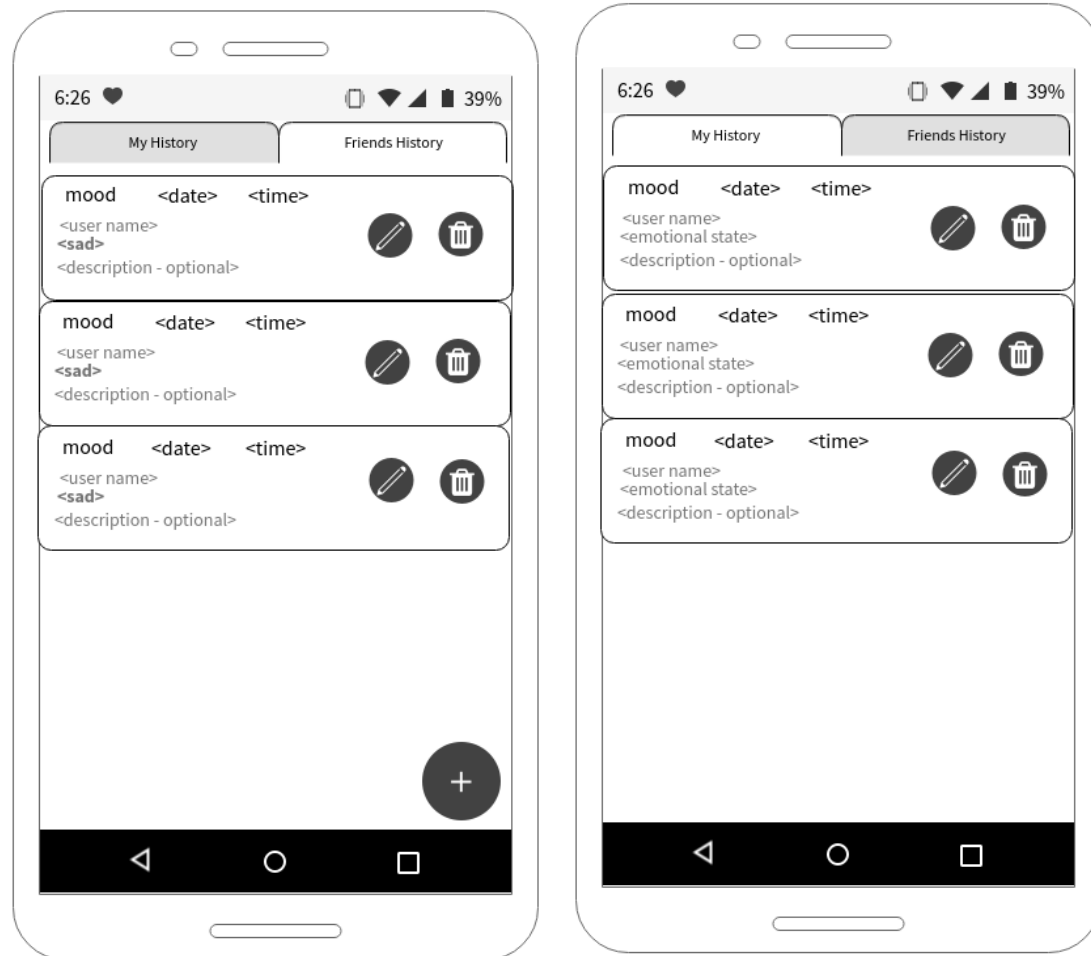 6:26 39%
My History Friends History
mood <date> <time>
<user name>
<sad>
<description - optional>
mood <date> <time>
<user name>
<sad>
<description - optional>
mood <date> <time>
<user name>
<sad>
<description - optional>
+
6:26 39%
My History Friends History
mood <date> <time>
<user name>
<emotional state>
<description - optional>
mood <date> <time>
<user name>
<emotional state>
<description - optional>
mood <date> <time>
<user name>
<emotional state>
<description - optional>